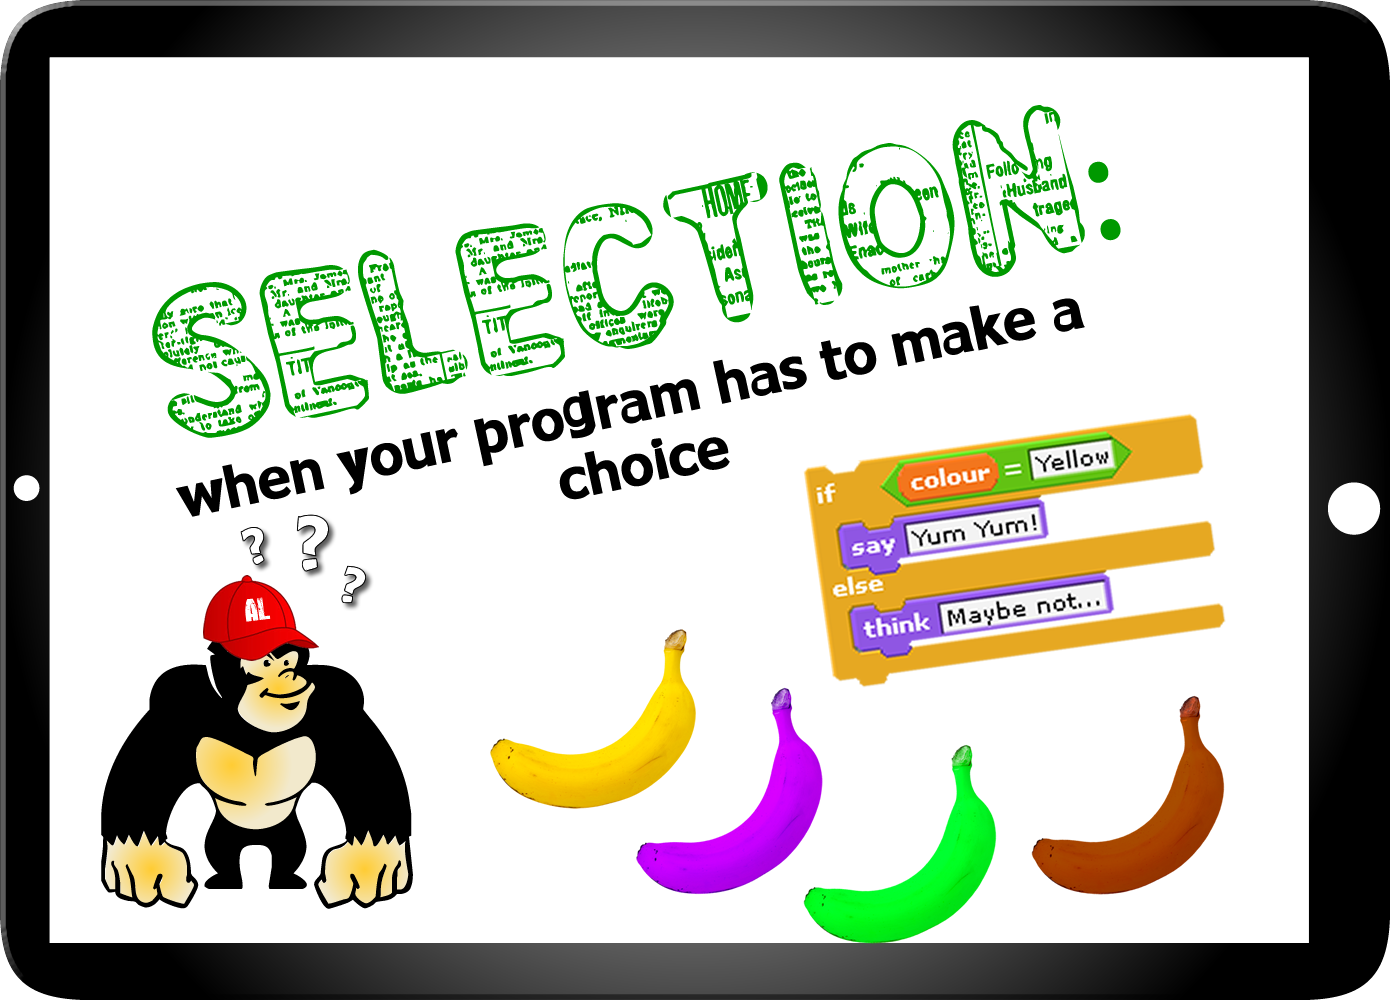 SELECTION:
when your program has to make a
choice
if colour = Yellow
say Yum Yum!
else
think Maybe not...
? ? ?
AL